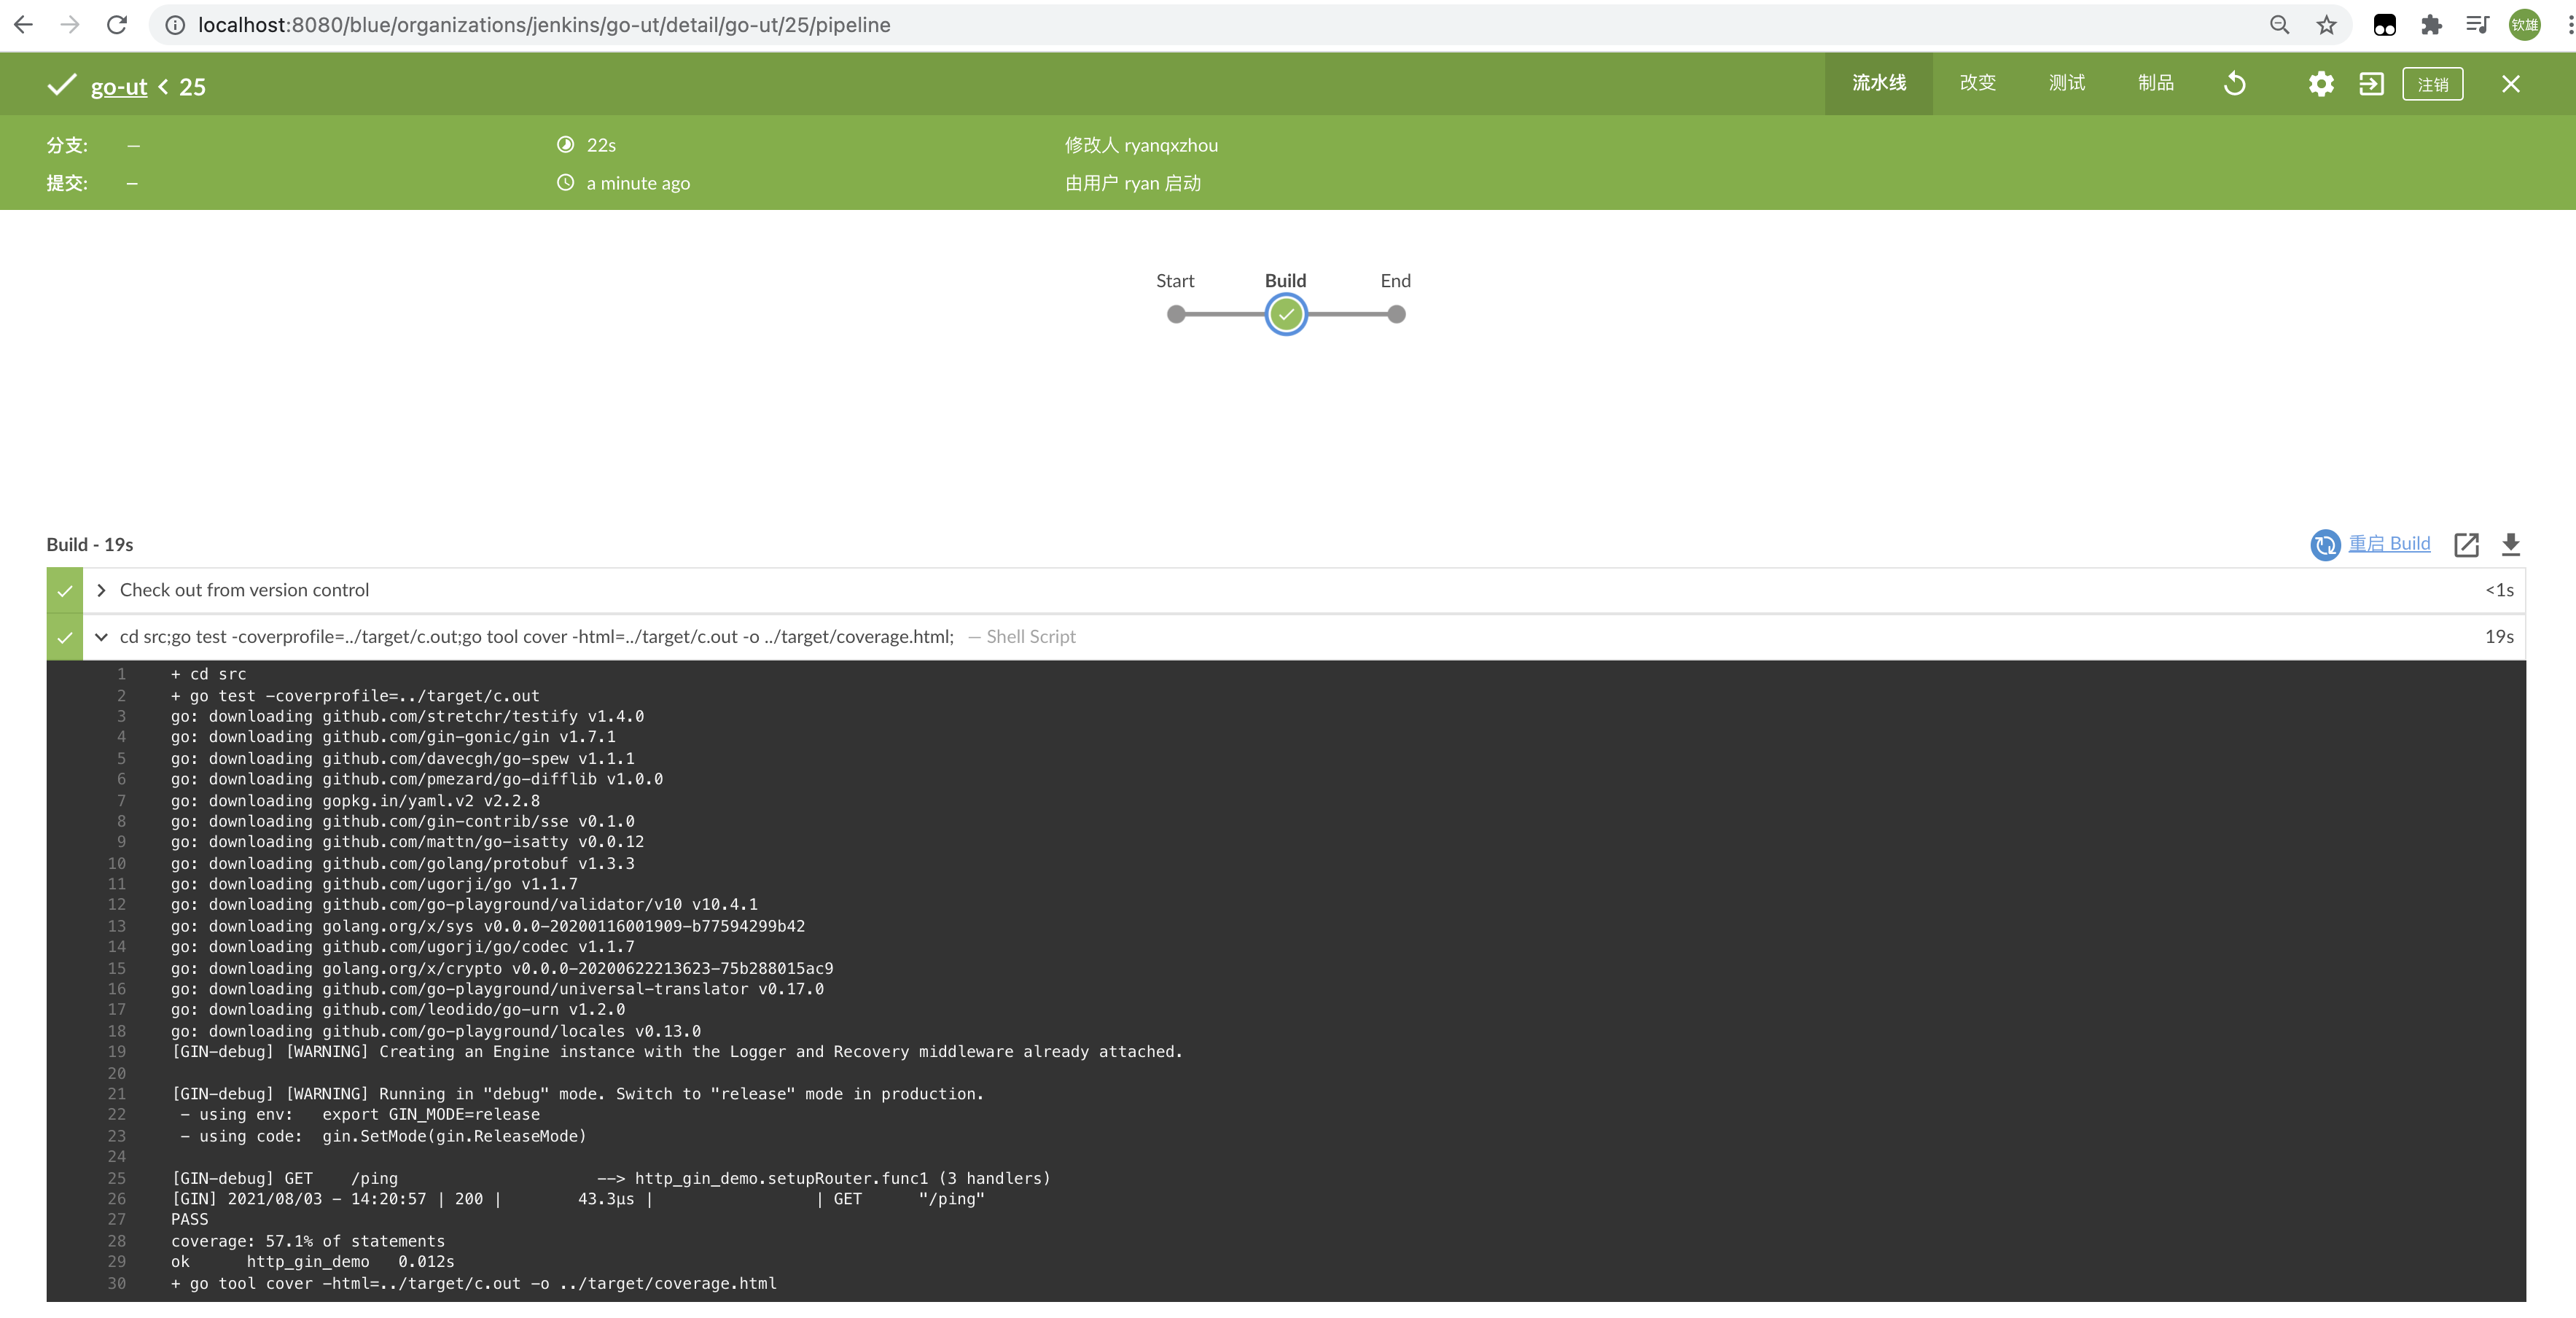 localhost:8080/blue/organizations/jenkins/go-ut/detail/go-ut/25/pipeline
钦雄
go-ut < 25
流水线 改变 测试 制品 注销
分支: — 22s 修改人 ryanqxzhou
提交: — a minute ago 由用户 ryan 启动
Start Build End
Build - 19s 重启 Build
Check out from version control <1s
cd src;go test -coverprofile=../target/c.out;go tool cover -html=../target/c.out -o ../target/coverage.html; — Shell Script 19s
1 + cd src
2 + go test -coverprofile=../target/c.out
3 go: downloading github.com/stretchr/testify v1.4.0
4 go: downloading github.com/gin-gonic/gin v1.7.1
5 go: downloading github.com/davecgh/go-spew v1.1.1
6 go: downloading github.com/pmezard/go-difflib v1.0.0
7 go: downloading gopkg.in/yaml.v2 v2.2.8
8 go: downloading github.com/gin-contrib/sse v0.1.0
9 go: downloading github.com/mattn/go-isatty v0.0.12
10 go: downloading github.com/golang/protobuf v1.3.3
11 go: downloading github.com/ugorji/go v1.1.7
12 go: downloading github.com/go-playground/validator/v10 v10.4.1
13 go: downloading golang.org/x/sys v0.0.0-20200116001909-b77594299b42
14 go: downloading github.com/ugorji/go/codec v1.1.7
15 go: downloading golang.org/x/crypto v0.0.0-20200622213623-75b288015ac9
16 go: downloading github.com/go-playground/universal-translator v0.17.0
17 go: downloading github.com/leodido/go-urn v1.2.0
18 go: downloading github.com/go-playground/locales v0.13.0
19 [GIN-debug] [WARNING] Creating an Engine instance with the Logger and Recovery middleware already attached.
20
21 [GIN-debug] [WARNING] Running in "debug" mode. Switch to "release" mode in production.
22 - using env: export GIN_MODE=release
23 - using code: gin.SetMode(gin.ReleaseMode)
24
25 [GIN-debug] GET /ping --> http_gin_demo.setupRouter.func1 (3 handlers)
26 [GIN] 2021/08/03 - 14:20:57 | 200 | 43.3µs | | GET "/ping"
27 PASS
28 coverage: 57.1% of statements
29 ok http_gin_demo 0.012s
30 + go tool cover -html=../target/c.out -o ../target/coverage.html